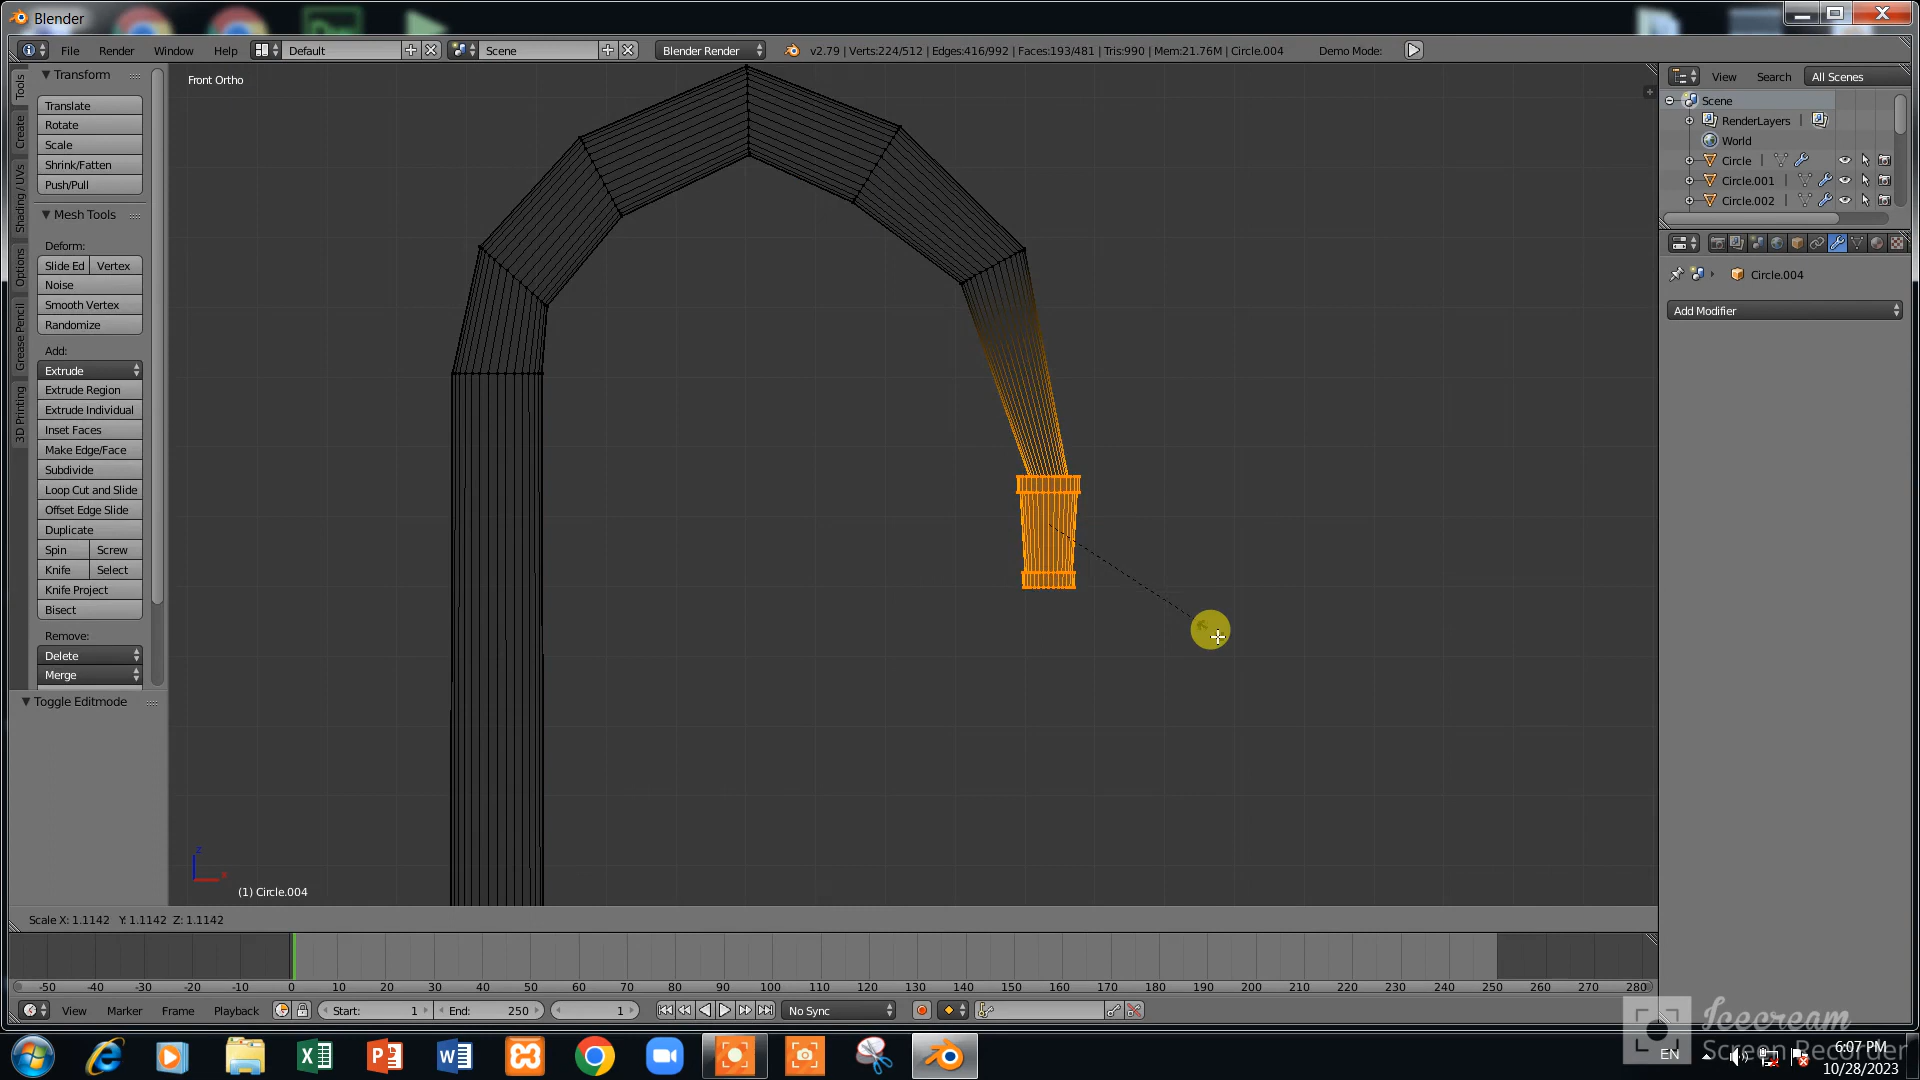 Blender
File Render Window Help Default Scene Blender Render v2.79 | Verts:224/512 | Edges:416/992 | Faces:193/481 | Tris:990 | Mem:21.76M | Circle.004 Demo Mode:
Tools
Create
Shading / UVs
Options
Grease Pencil
3D Printing
Transform
Translate
Rotate
Scale
Shrink/Fatten
Push/Pull
Mesh Tools
Deform:
Slide Ed Vertex
Noise
Smooth Vertex
Randomize
Add:
Extrude
Extrude Region
Extrude Individual
Inset Faces
Make Edge/Face
Subdivide
Loop Cut and Slide
Offset Edge Slide
Duplicate
Spin Screw
Knife Select
Knife Project
Bisect
Remove:
Delete
Merge
Toggle Editmode
Front Ortho
z
x
(1) Circle.004
View Search All Scenes
Scene
RenderLayers
World
Circle
Circle.001
Circle.002
Circle.004
Add Modifier
Scale X: 1.1142 Y: 1.1142 Z: 1.1142
-50 -40 -30 -20 -10 0 10 20 30 40 50 60 70 80 90 100 110 120 130 140 150 160 170 180 190 200 210 220 230 240 250 260 270 280
View Marker Frame Playback Start: 1 End: 250 1 No Sync
Icecream
Screen Recorder
EN
6:07 PM
10/28/2023